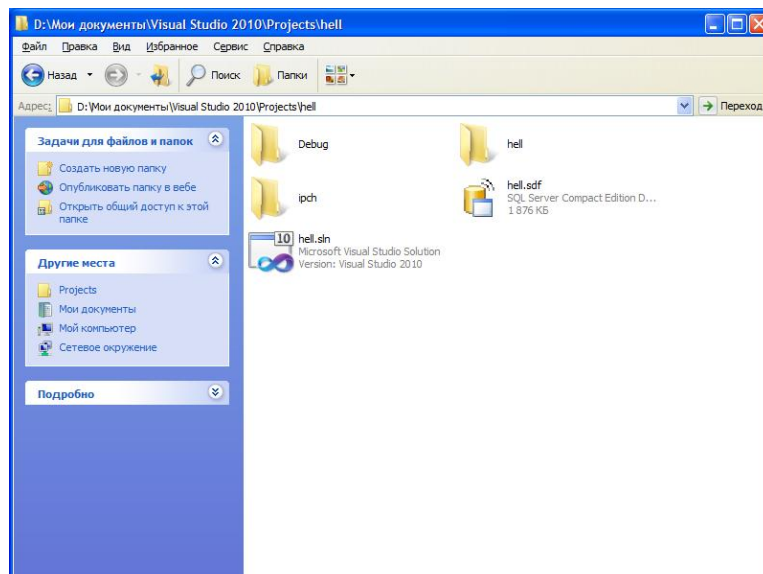 D:\Мои документы\Visual Studio 2010\Projects\hell
Файл Правка Вид Избранное Сервис Справка
Назад Поиск Папки
Адрес: D:\Мои документы\Visual Studio 2010\Projects\hell Переход
Задачи для файлов и папок
Создать новую папку
Опубликовать папку в вебе
Открыть общий доступ к этой
папке
Другие места
Projects
Мои документы
Мой компьютер
Сетевое окружение
Подробно
Debug
hell
ipch
hell.sdf
SQL Server Compact Edition D...
1 876 КБ
10
hell.sln
Microsoft Visual Studio Solution
Version: Visual Studio 2010